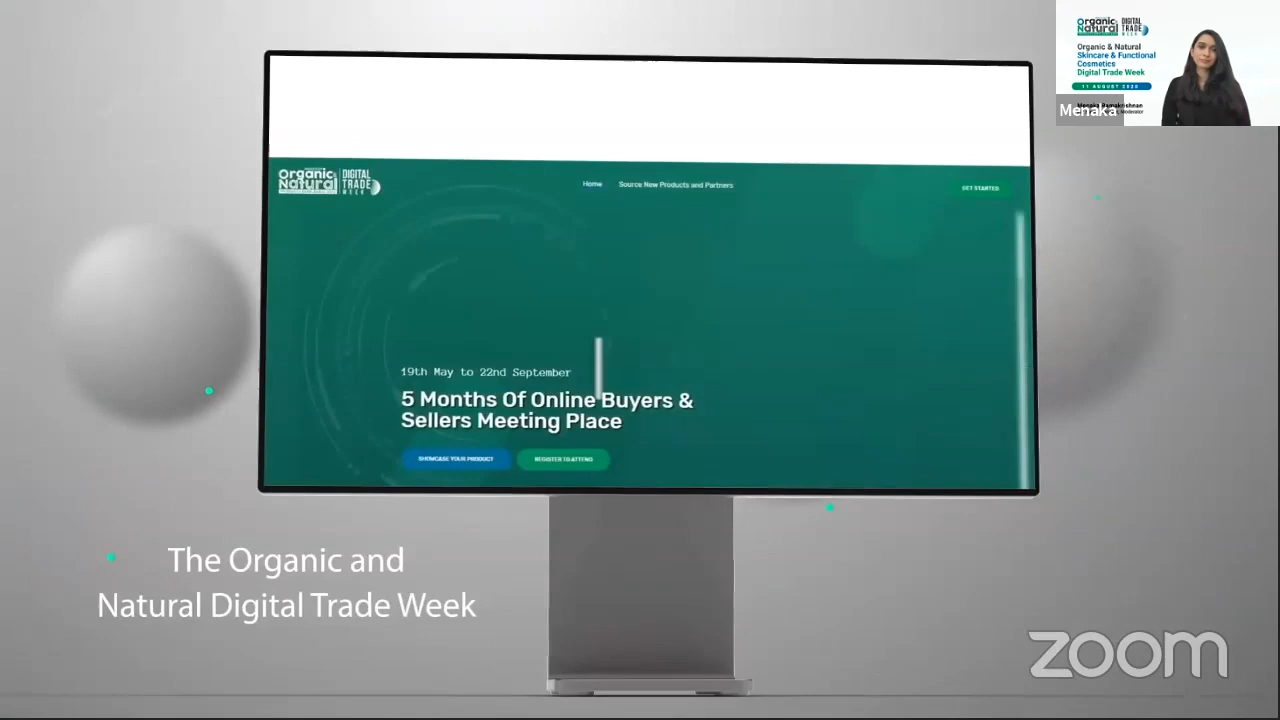 Organic
Natural
DIGITAL
TRADE
WEEK
Home
Source New Products and Partners
GET STARTED
19th May to 22nd September
5 Months Of Online Buyers &
Sellers Meeting Place
SHOWCASE YOUR PRODUCT
REGISTER TO ATTEND
The Organic and
Natural Digital Trade Week
Organic
Natural
DIGITAL
TRADE
WEEK
Organic & Natural
Skincare & Functional
Cosmetics
Digital Trade Week
11 AUGUST 2020
Menaka Ramakrishnan
Moderator
Menaka
zoom